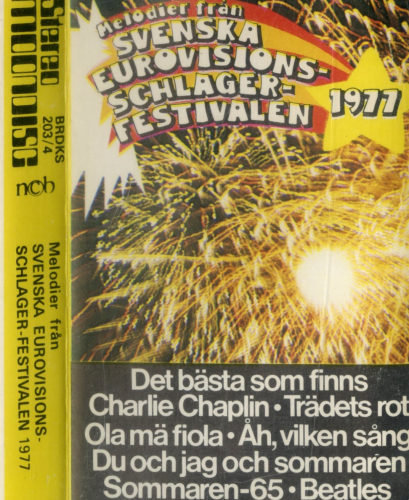 Stereo
MOONDISC
BRDKS
203/4
ncb
Melodier från
SVENSKA EUROVISIONS-
SCHLAGER-FESTIVALEN 1977
Melodier från
SVENSKA
EUROVISIONS-
SCHLAGER-
FESTIVALEN
1977
Det bästa som finns
Charlie Chaplin • Trädets rot
Ola mä fiola • Åh, vilken sång
Du och jag och sommaren
Sommaren-65 • Beatles